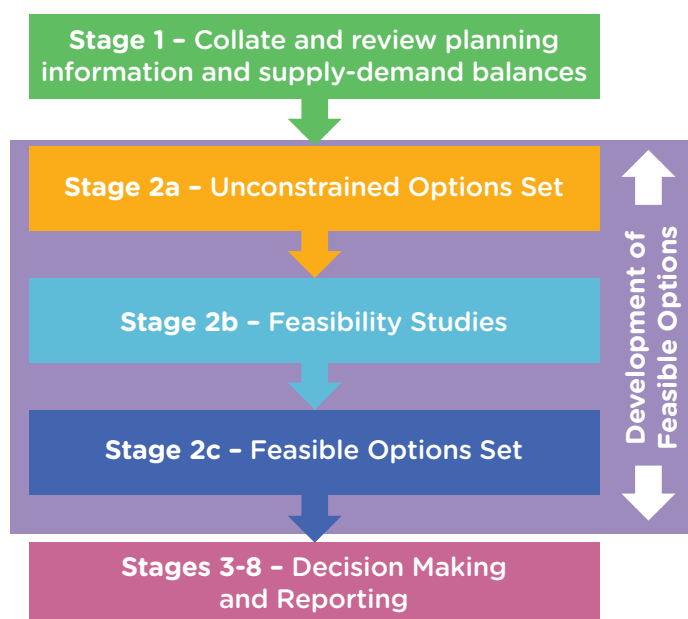 Stage 1 – Collate and review planning
information and supply-demand balances
Stage 2a – Unconstrained Options Set
Stage 2b – Feasibility Studies
Stage 2c – Feasible Options Set
Development of
Feasible Options
Stages 3-8 – Decision Making
and Reporting